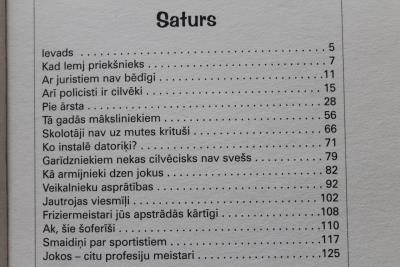 Saturs
Ievads . . . . . . . . . . . . . . . . . . . . . . . . . . . . . . . . . . . 5
Kad lemj priekšnieks . . . . . . . . . . . . . . . . . . . . . . . 7
Ar juristiem nav bēdīgi . . . . . . . . . . . . . . . . . . . . . 11
Arī policisti ir cilvēki . . . . . . . . . . . . . . . . . . . . . . . 15
Pie ārsta . . . . . . . . . . . . . . . . . . . . . . . . . . . . . . . . 28
Tā gadās māksliniekiem . . . . . . . . . . . . . . . . . . . . 56
Skolotāji nav uz mutes krituši . . . . . . . . . . . . . . . 66
Ko instalē datoriķi? . . . . . . . . . . . . . . . . . . . . . . . . 71
Garīdzniekiem nekas cilvēcisks nav svešs . . . . . . 79
Kā armijnieki dzen jokus . . . . . . . . . . . . . . . . . . . 82
Veikalnieku asprātības . . . . . . . . . . . . . . . . . . . . . 92
Jautrojas viesmīļi . . . . . . . . . . . . . . . . . . . . . . . . 102
Friziermeistari jūs apstrādās kārtīgi . . . . . . . . . . 108
Ak, šie šoferīši . . . . . . . . . . . . . . . . . . . . . . . . . . 110
Smaidiņi par sportistiem . . . . . . . . . . . . . . . . . . 117
Jokos – citu profesiju meistari . . . . . . . . . . . . . . 125